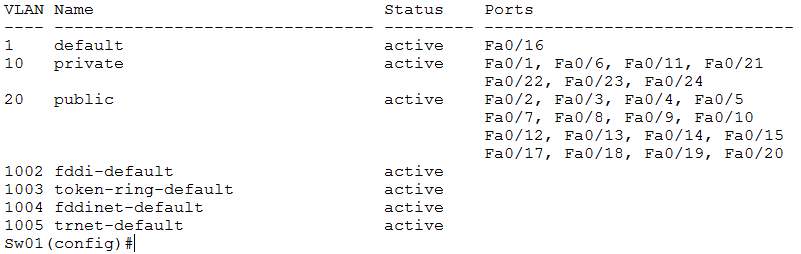 VLAN Name                             Status    Ports
---- -------------------------------- --------- -------------------------------
1    default                          active    Fa0/16
10   private                          active    Fa0/1, Fa0/6, Fa0/11, Fa0/21
                                                Fa0/22, Fa0/23, Fa0/24
20   public                           active    Fa0/2, Fa0/3, Fa0/4, Fa0/5
                                                Fa0/7, Fa0/8, Fa0/9, Fa0/10
                                                Fa0/12, Fa0/13, Fa0/14, Fa0/15
                                                Fa0/17, Fa0/18, Fa0/19, Fa0/20
1002 fddi-default                     active
1003 token-ring-default               active
1004 fddinet-default                  active
1005 trnet-default                    active
Sw01(config)#